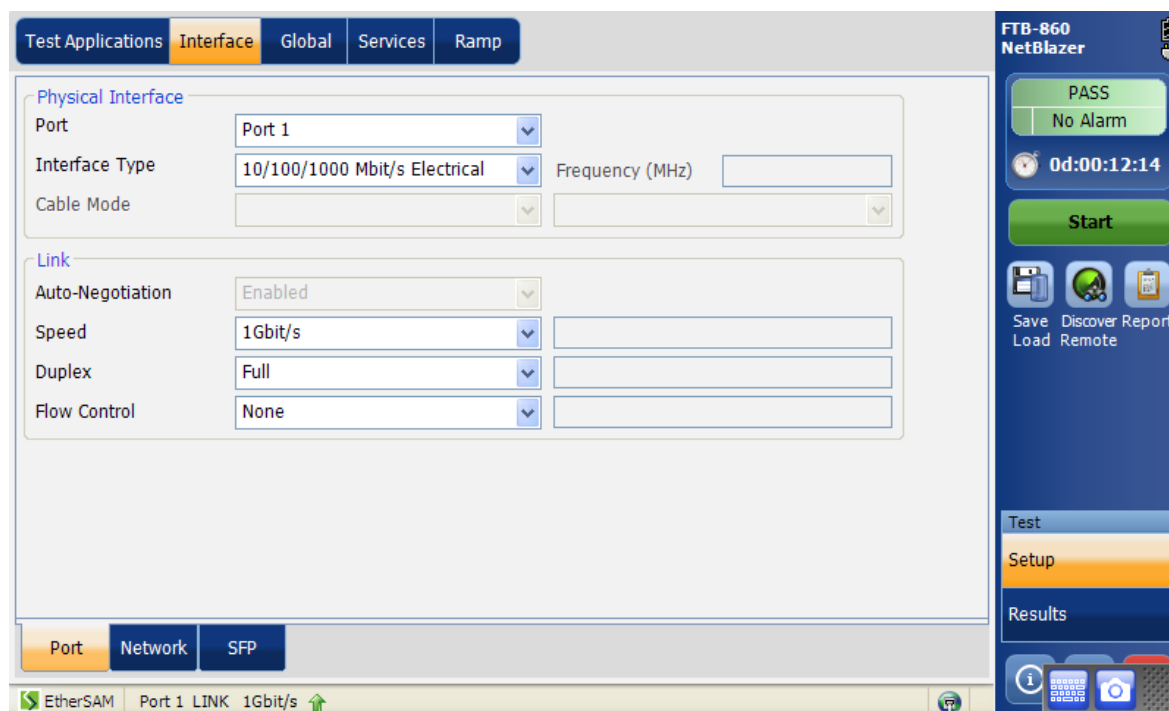 Test Applications Interface Global Services Ramp
Physical Interface
Port Port 1
Interface Type 10/100/1000 Mbit/s Electrical Frequency (MHz)
Cable Mode
Link
Auto-Negotiation Enabled
Speed 1Gbit/s
Duplex Full
Flow Control None
Port Network SFP
EtherSAM Port 1 LINK 1Gbit/s
FTB-860
NetBlazer
PASS
No Alarm
0d:00:12:14
Start
Save Discover Report
Load Remote
Test
Setup
Results